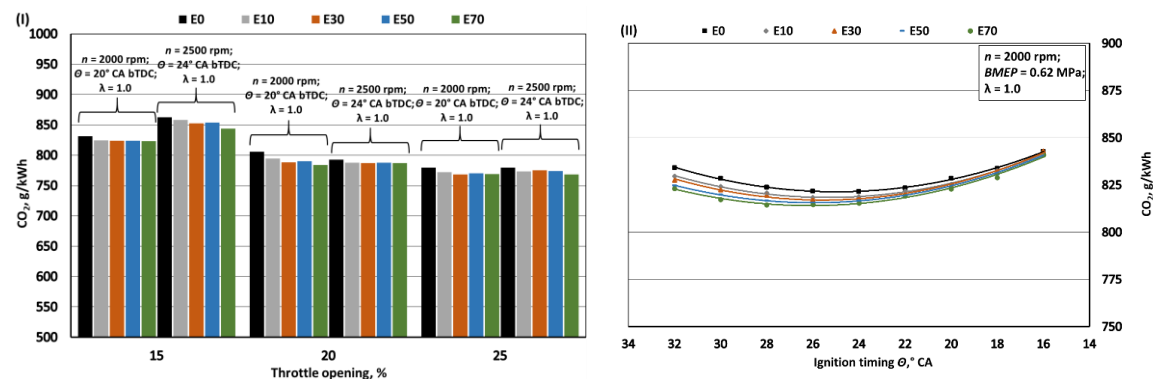 (I)
E0 E10 E30 E50 E70
1000
950
900
850
800
750
700
650
600
550
500
CO₂, g/kWh
n = 2000 rpm;
Θ = 20° CA bTDC;
λ = 1.0
n = 2500 rpm;
Θ = 24° CA bTDC;
λ = 1.0
n = 2000 rpm;
Θ = 20° CA bTDC;
λ = 1.0
n = 2500 rpm;
Θ = 24° CA bTDC;
λ = 1.0
n = 2000 rpm;
Θ = 20° CA bTDC;
λ = 1.0
n = 2500 rpm;
Θ = 24° CA bTDC;
λ = 1.0
15 20 25
Throttle opening, %
(II)
E0 E10 E30 E50 E70
n = 2000 rpm;
BMEP = 0.62 MPa;
λ = 1.0
900
850
825
800
750
CO₂, g/kWh
34 32 30 28 26 24 22 20 18 16 14
Ignition timing Θ,° CA